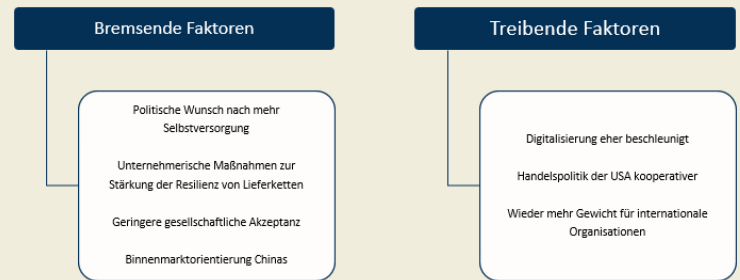 Bremsende Faktoren
Politische Wunsch nach mehr
Selbstversorgung
Unternehmerische Maßnahmen zur
Stärkung der Resilienz von Lieferketten
Geringere gesellschaftliche Akzeptanz
Binnenmarktorientierung Chinas
Treibende Faktoren
Digitalisierung eher beschleunigt
Handelspolitik der USA kooperativer
Wieder mehr Gewicht für internationale
Organisationen